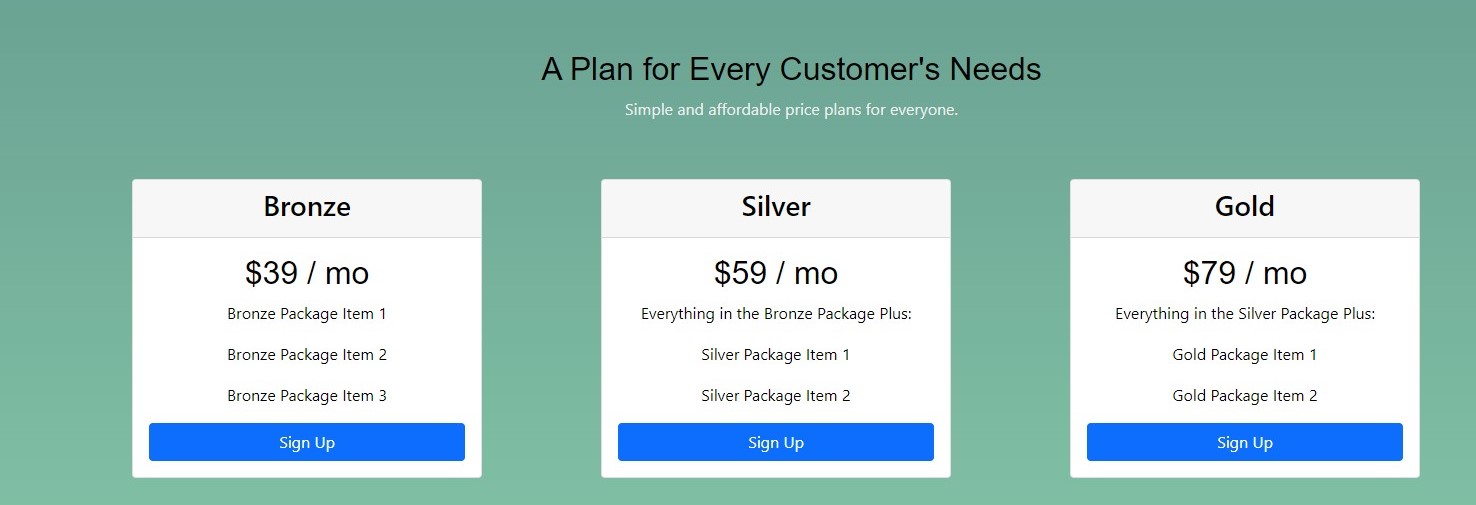 A Plan for Every Customer's Needs
Simple and affordable price plans for everyone.
Bronze
$39 / mo
Bronze Package Item 1
Bronze Package Item 2
Bronze Package Item 3
Sign Up
Silver
$59 / mo
Everything in the Bronze Package Plus:
Silver Package Item 1
Silver Package Item 2
Sign Up
Gold
$79 / mo
Everything in the Silver Package Plus:
Gold Package Item 1
Gold Package Item 2
Sign Up